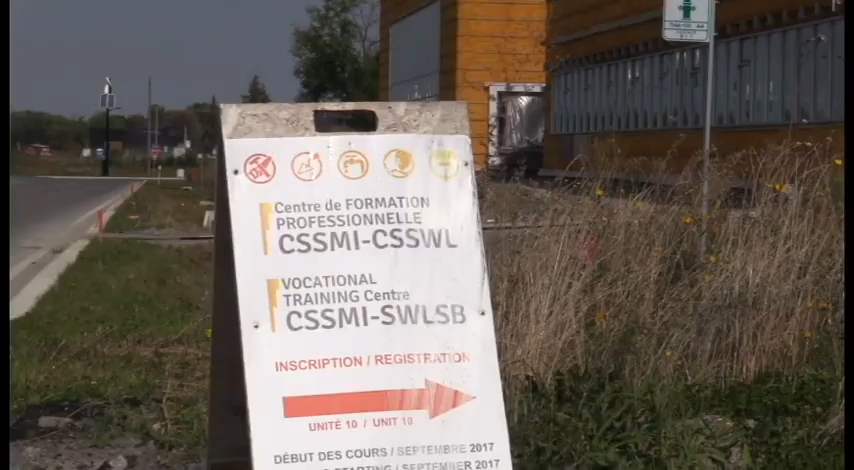 Centre de FORMATION
PROFESSIONNELLE
CSSMI-CSSWL
VOCATIONAL
TRAINING Centre
CSSMI-SWLSB
INSCRIPTION / REGISTRATION
UNITÉ 10 / UNIT 10
DÉBUT DES COURS / SEPTEMBRE 2017
STARTING / SEPTEMBER 2017